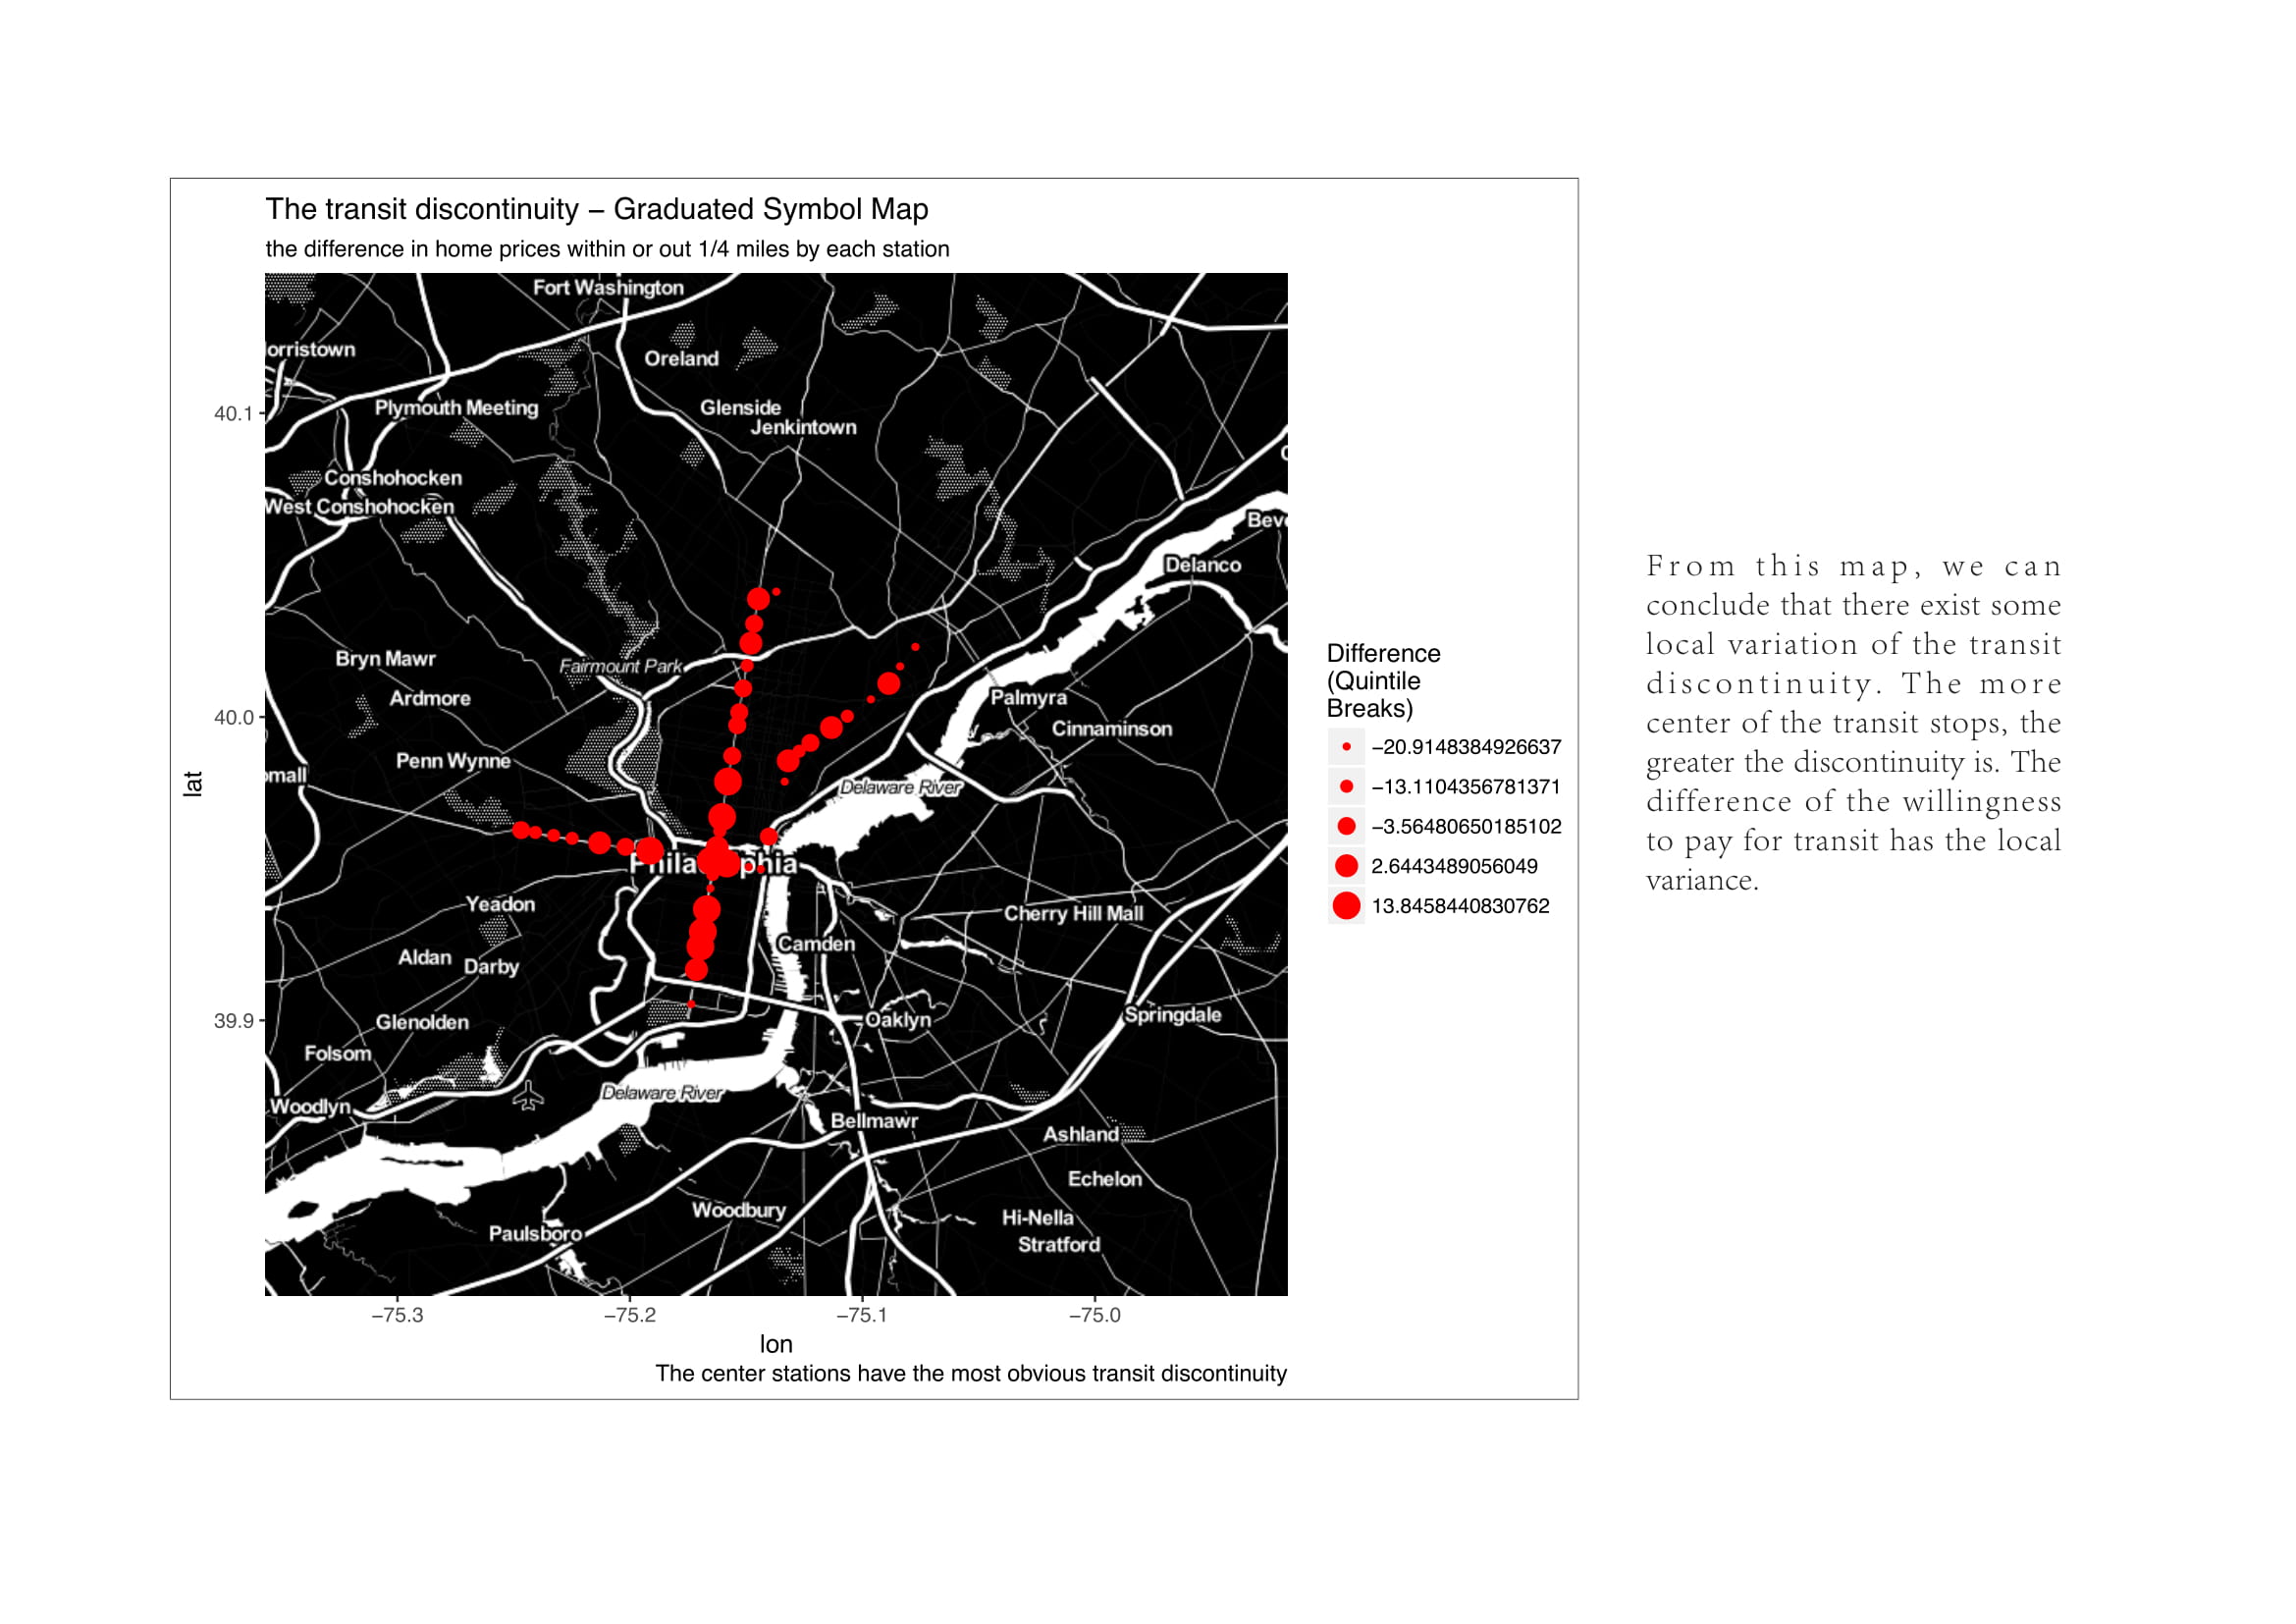 The transit discontinuity – Graduated Symbol Map
the difference in home prices within or out 1/4 miles by each station
Fort Washington
orristown
Oreland
40.1
Plymouth Meeting
Glenside
Jenkintown
Conshohocken
West Conshohocken
Beve
Delanco
Bryn Mawr
Fairmount Park
Ardmore
Palmyra
40.0
Cinnaminson
Penn Wynne
omall
lat
Delaware River
Phila phia
Yeadon
Cherry Hill Mall
Camden
Aldan
Darby
39.9
Glenolden
Oaklyn
Springdale
Folsom
Delaware River
Woodlyn
Bellmawr
Ashland
Echelon
Woodbury
Hi-Nella
Paulsboro
Stratford
−75.3
−75.2
−75.1
−75.0
lon
The center stations have the most obvious transit discontinuity
Difference
(Quintile
Breaks)
−20.9148384926637
−13.1104356781371
−3.56480650185102
2.6443489056049
13.8458440830762
From this map, we can
conclude that there exist some
local variation of the transit
discontinuity. The more
center of the transit stops, the
greater the discontinuity is. The
difference of the willingness
to pay for transit has the local
variance.